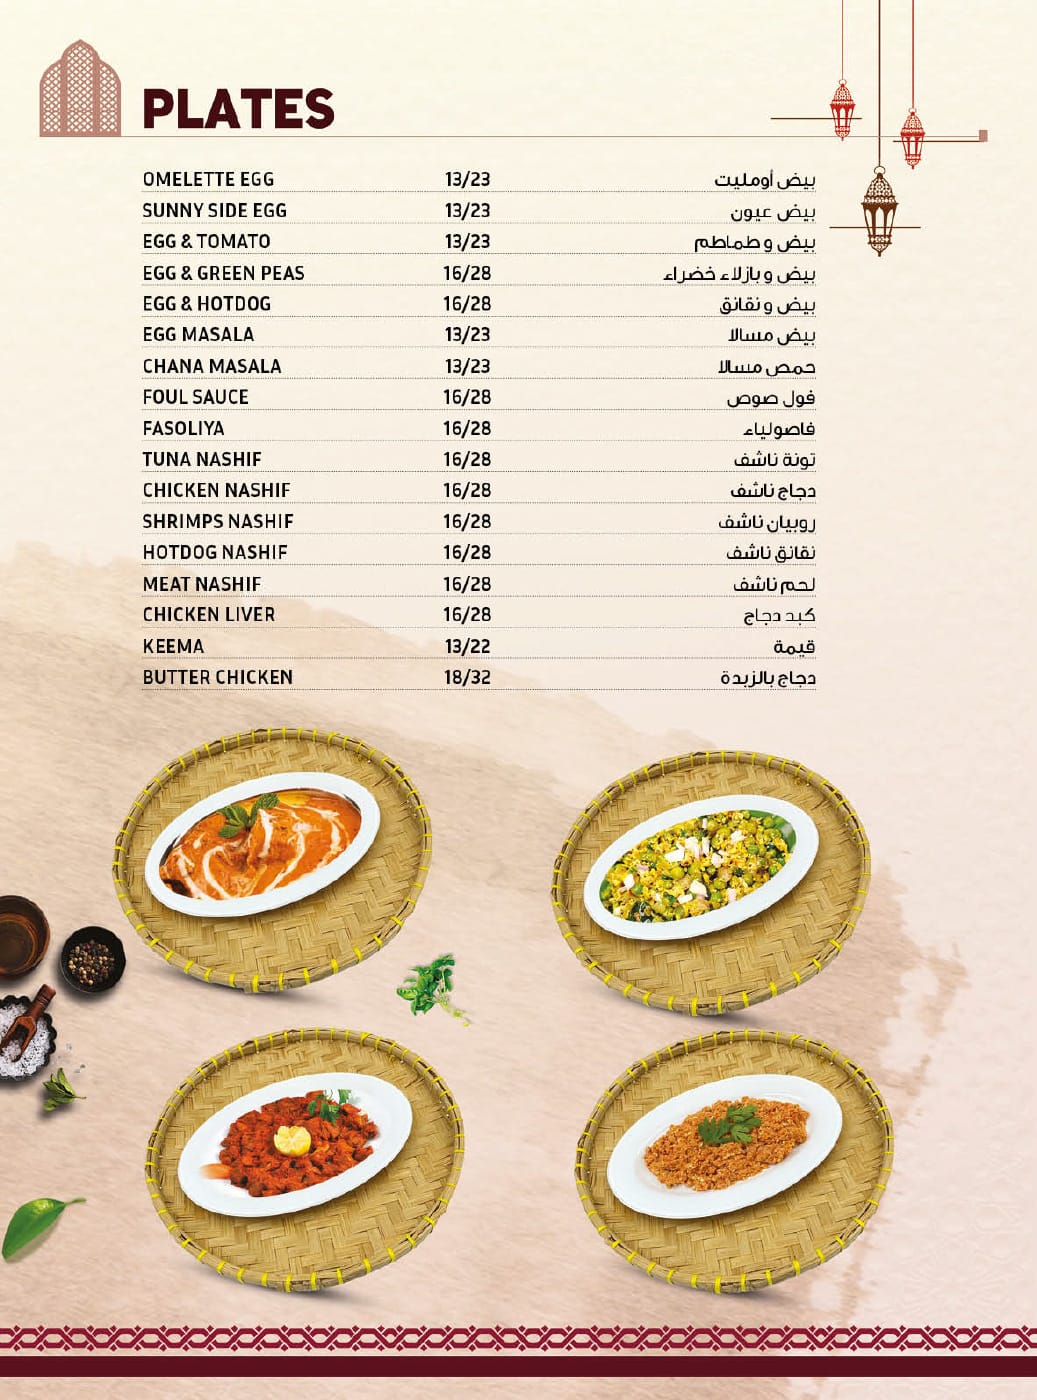 PLATES
OMELETTE EGG 13/23 بيض أومليت
SUNNY SIDE EGG 13/23 بيض عيون
EGG & TOMATO 13/23 بيض و طماطم
EGG & GREEN PEAS 16/28 بيض و بازلاء خضراء
EGG & HOTDOG 16/28 بيض و نقانق
EGG MASALA 13/23 بيض مسالا
CHANA MASALA 13/23 حمص مسالا
FOUL SAUCE 16/28 فول صوص
FASOLIYA 16/28 فاصولياء
TUNA NASHIF 16/28 تونة ناشف
CHICKEN NASHIF 16/28 دجاج ناشف
SHRIMPS NASHIF 16/28 روبيان ناشف
HOTDOG NASHIF 16/28 نقانق ناشف
MEAT NASHIF 16/28 لحم ناشف
CHICKEN LIVER 16/28 كبد دجاج
KEEMA 13/22 قيمة
BUTTER CHICKEN 18/32 دجاج بالزبدة